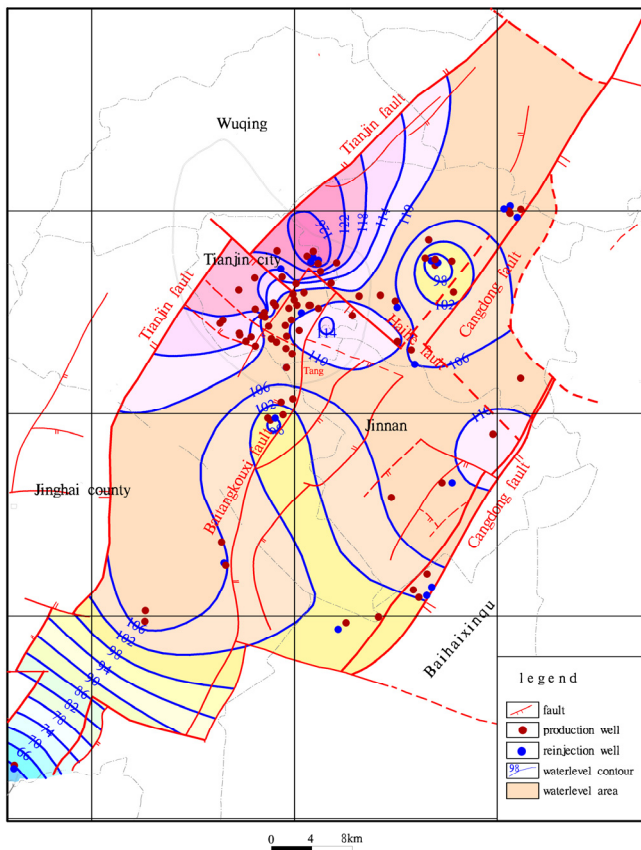 Wuqing
Tianjin fault
122
118
114
110
128
Tianjin city
98
102
Cangdong fault
Tianjin fault
114
Haihe fault
110
106
Tang
106
102
98
110
Jinnan
Baitangkouxi fault
Jinghai county
Cangdong fault
Baihaixinqu
106
102
98
94
90
86
82
78
74
70
66
legend
fault
production well
reinjection well
98
waterlevel contour
waterlevel area
0 4 8km